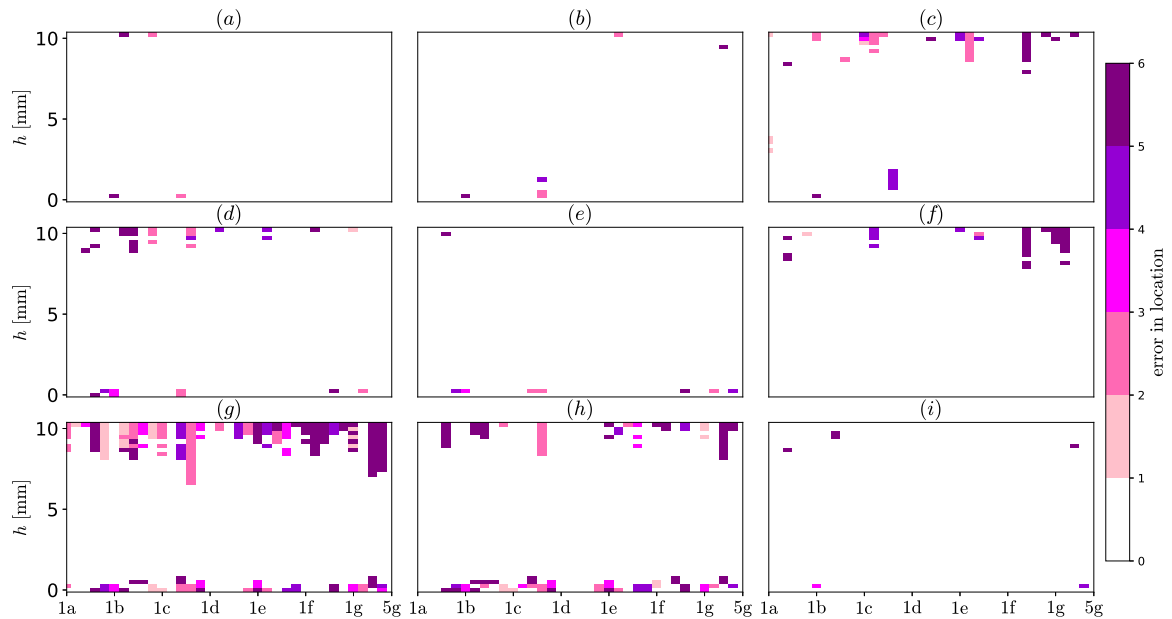 (a) (b) (c)
10
5
0
h [mm]
6
5
4
3
2
1
0
error in location
(d) (e) (f)
10
5
0
h [mm]
(g) (h) (i)
10
5
0
h [mm]
1a 1b 1c 1d 1e 1f 1g 5g
1a 1b 1c 1d 1e 1f 1g 5g
1a 1b 1c 1d 1e 1f 1g 5g